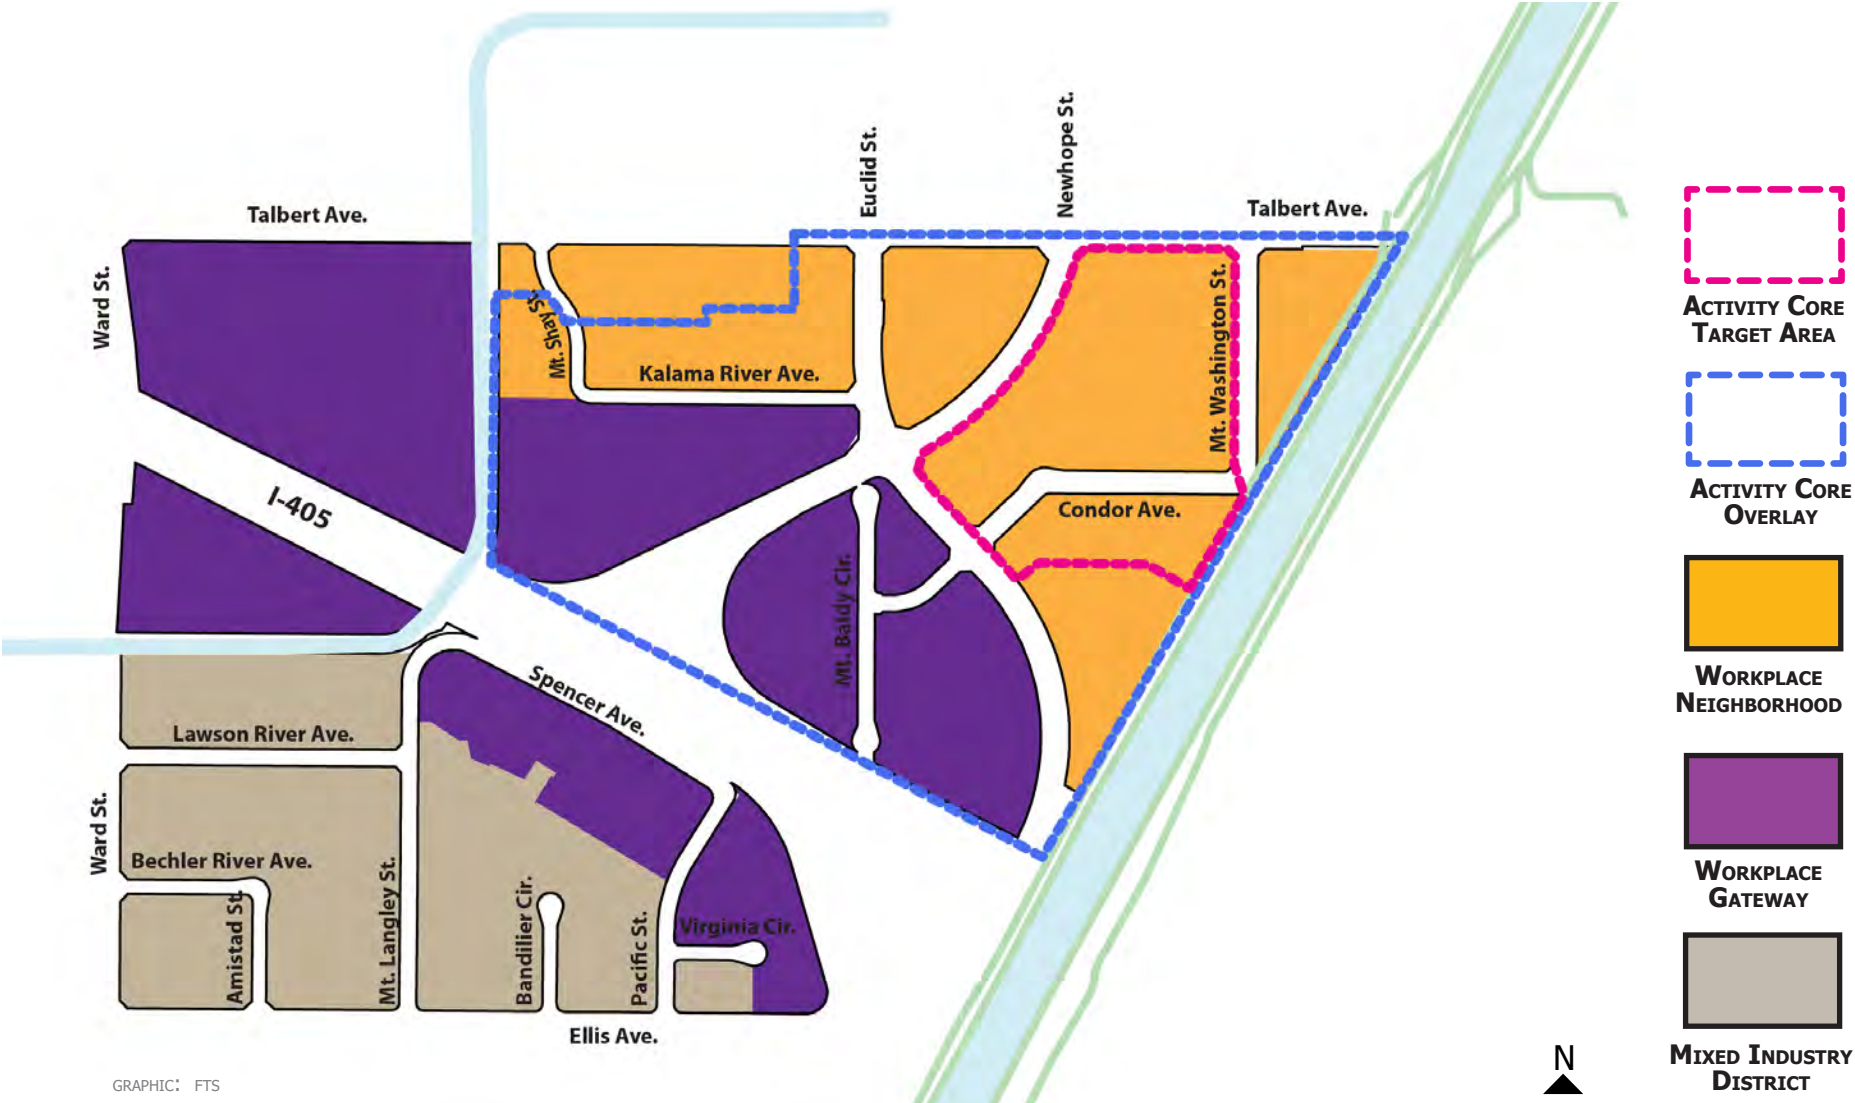 Euclid St.
Newhope St.
Talbert Ave.
Talbert Ave.
Ward St.
Mt. Shay St.
Kalama River Ave.
Mt. Washington St.
I-405
Condor Ave.
Mt. Baldy Cir.
Spencer Ave.
Lawson River Ave.
Ward St.
Bechler River Ave.
Amistad St.
Mt. Langley St.
Bandilier Cir.
Pacific St.
Virginia Cir.
Ellis Ave.
GRAPHIC: FTS
N
ACTIVITY CORE
TARGET AREA
ACTIVITY CORE
OVERLAY
WORKPLACE
NEIGHBORHOOD
WORKPLACE
GATEWAY
MIXED INDUSTRY
DISTRICT